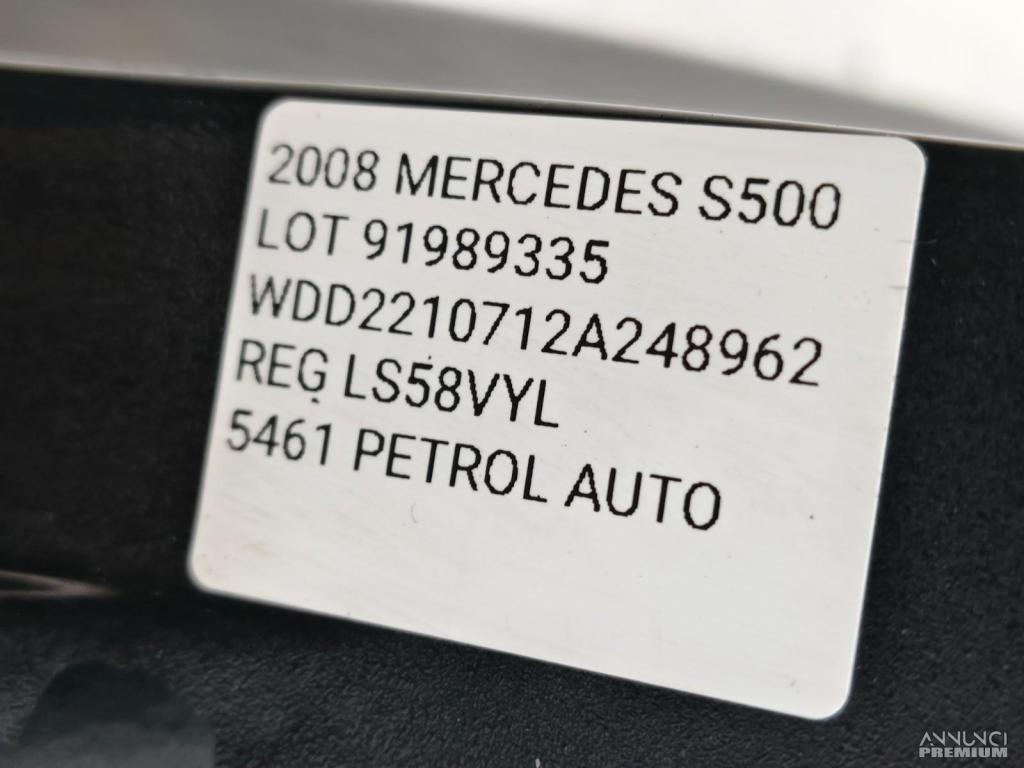 2008 MERCEDES S500
LOT 91989335
WDD2210712A248962
REG LS58VYL
5461 PETROL AUTO
ANNUNCI
PREMIUM